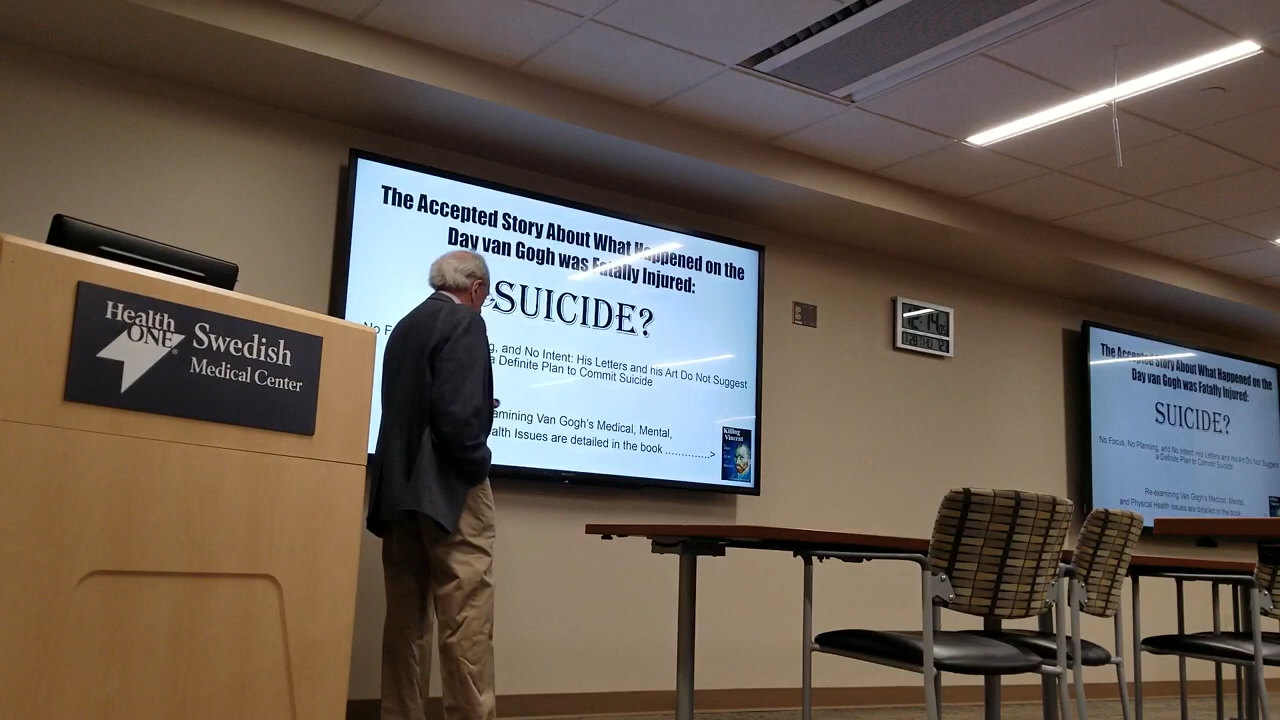 Health
ONE®
Swedish
Medical Center
The Accepted Story About What Happened on the
Day van Gogh was Fatally Injured:
SUICIDE?
No F
g, and No Intent: His Letters and his Art Do Not Suggest
a Definite Plan to Commit Suicide
amining Van Gogh's Medical, Mental,
ealth Issues are detailed in the book .............>
Killing
Vincent
12:14
The Accepted Story About What Happened on the
Day van Gogh was Fatally Injured:
SUICIDE?
No Focus, No Planning, and No Intent: His Letters and his Art Do Not Suggest
a Definite Plan to Commit Suicide
Re-examining Van Gogh's Medical, Mental,
and Physical Health Issues are detailed in the book